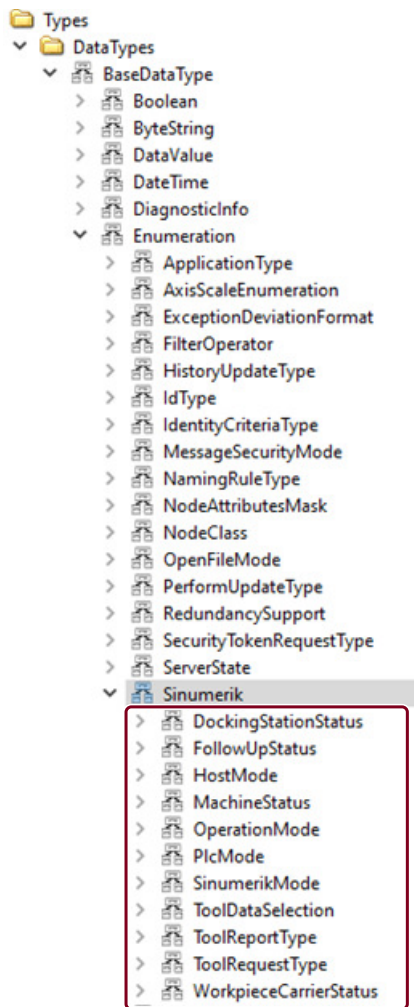 Types
DataTypes
BaseDataType
Boolean
ByteString
DataValue
DateTime
DiagnosticInfo
Enumeration
ApplicationType
AxisScaleEnumeration
ExceptionDeviationFormat
FilterOperator
HistoryUpdateType
IdType
IdentityCriteriaType
MessageSecurityMode
NamingRuleType
NodeAttributesMask
NodeClass
OpenFileMode
PerformUpdateType
RedundancySupport
SecurityTokenRequestType
ServerState
Sinumerik
DockingStationStatus
FollowUpStatus
HostMode
MachineStatus
OperationMode
PlcMode
SinumerikMode
ToolDataSelection
ToolReportType
ToolRequestType
WorkpieceCarrierStatus